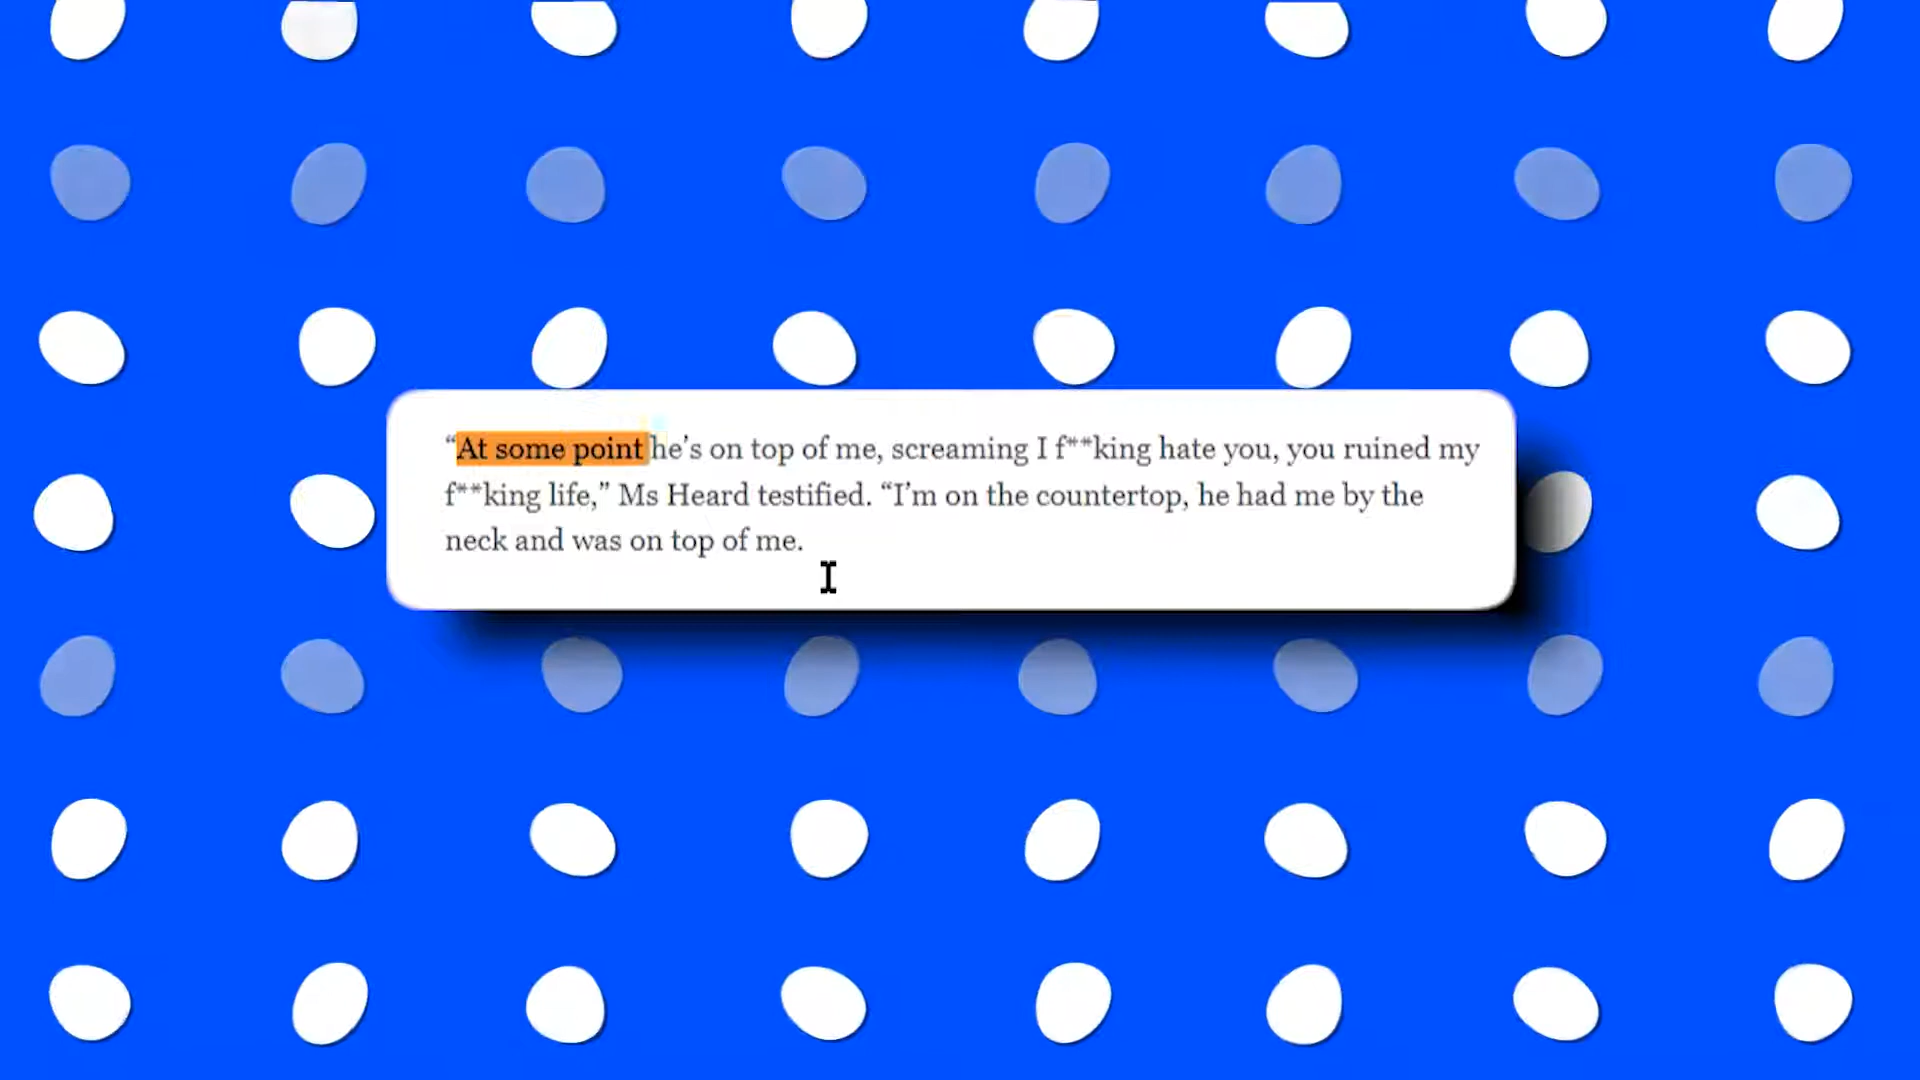 “At some point he’s on top of me, screaming I f**king hate you, you ruined my
f**king life,” Ms Heard testified. “I’m on the countertop, he had me by the
neck and was on top of me.